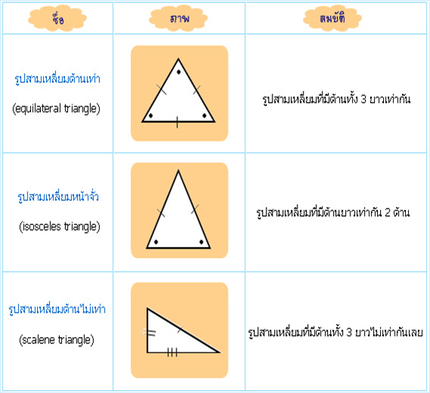 ชื่อ
ภาพ
สมบัติ
รูปสามเหลี่ยมด้านเท่า
(equilateral triangle)
รูปสามเหลี่ยมที่มีด้านทั้ง 3 ยาวเท่ากัน
รูปสามเหลี่ยมหน้าจั่ว
(isosceles triangle)
รูปสามเหลี่ยมที่มีด้านยาวเท่ากัน 2 ด้าน
รูปสามเหลี่ยมด้านไม่เท่า
(scalene triangle)
รูปสามเหลี่ยมที่มีด้านทั้ง 3 ยาวไม่เท่ากันเลย